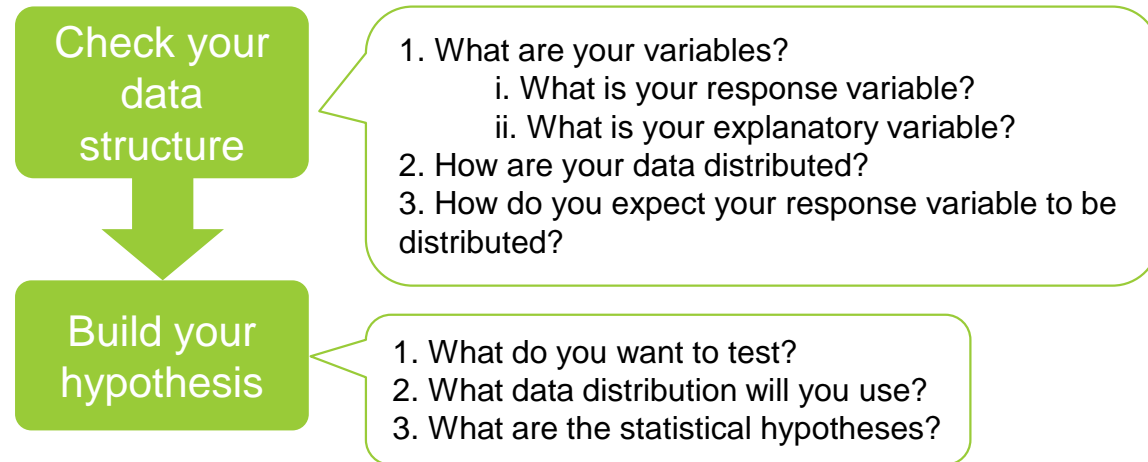 Check your
data
structure
1. What are your variables?
i. What is your response variable?
ii. What is your explanatory variable?
2. How are your data distributed?
3. How do you expect your response variable to be
distributed?
Build your
hypothesis
1. What do you want to test?
2. What data distribution will you use?
3. What are the statistical hypotheses?